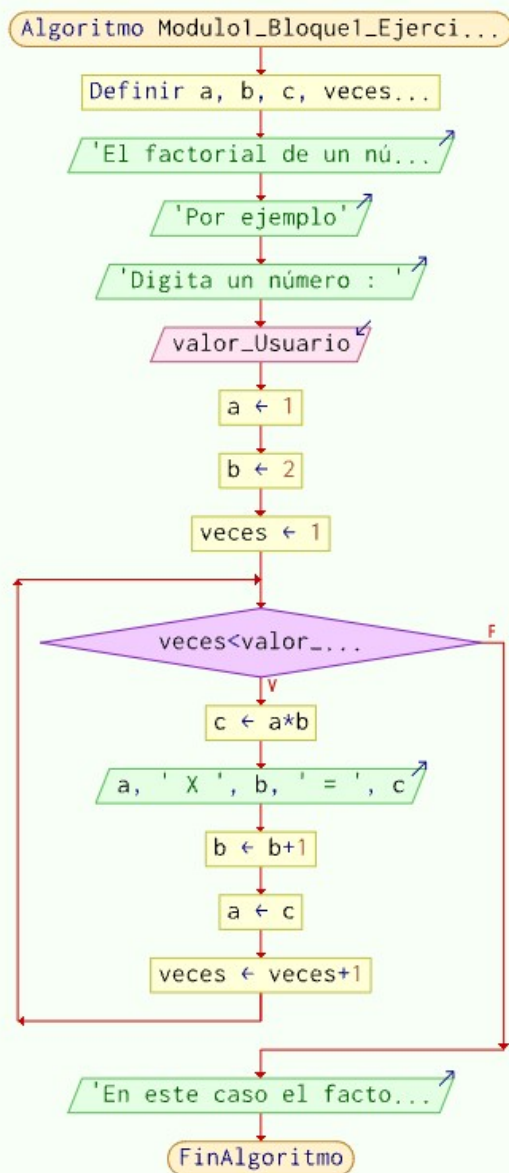 Algoritmo Modulo1_Bloque1_Ejerci...
Definir a, b, c, veces...
'El factorial de un nú...
'Por ejemplo'
'Digita un número : '
valor_Usuario
a ← 1
b ← 2
veces ← 1
veces<valor_...
F
V
c ← a*b
a, ' X ', b, ' = ', c
b ← b+1
a ← c
veces ← veces+1
'En este caso el facto...
FinAlgoritmo